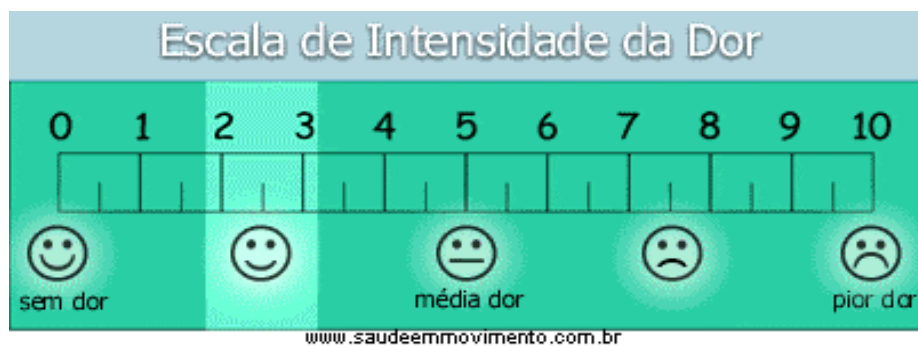 Escala de Intensidade da Dor
0 1 2 3 4 5 6 7 8 9 10
sem dor média dor pior dor
www.saudeemmovimento.com.br